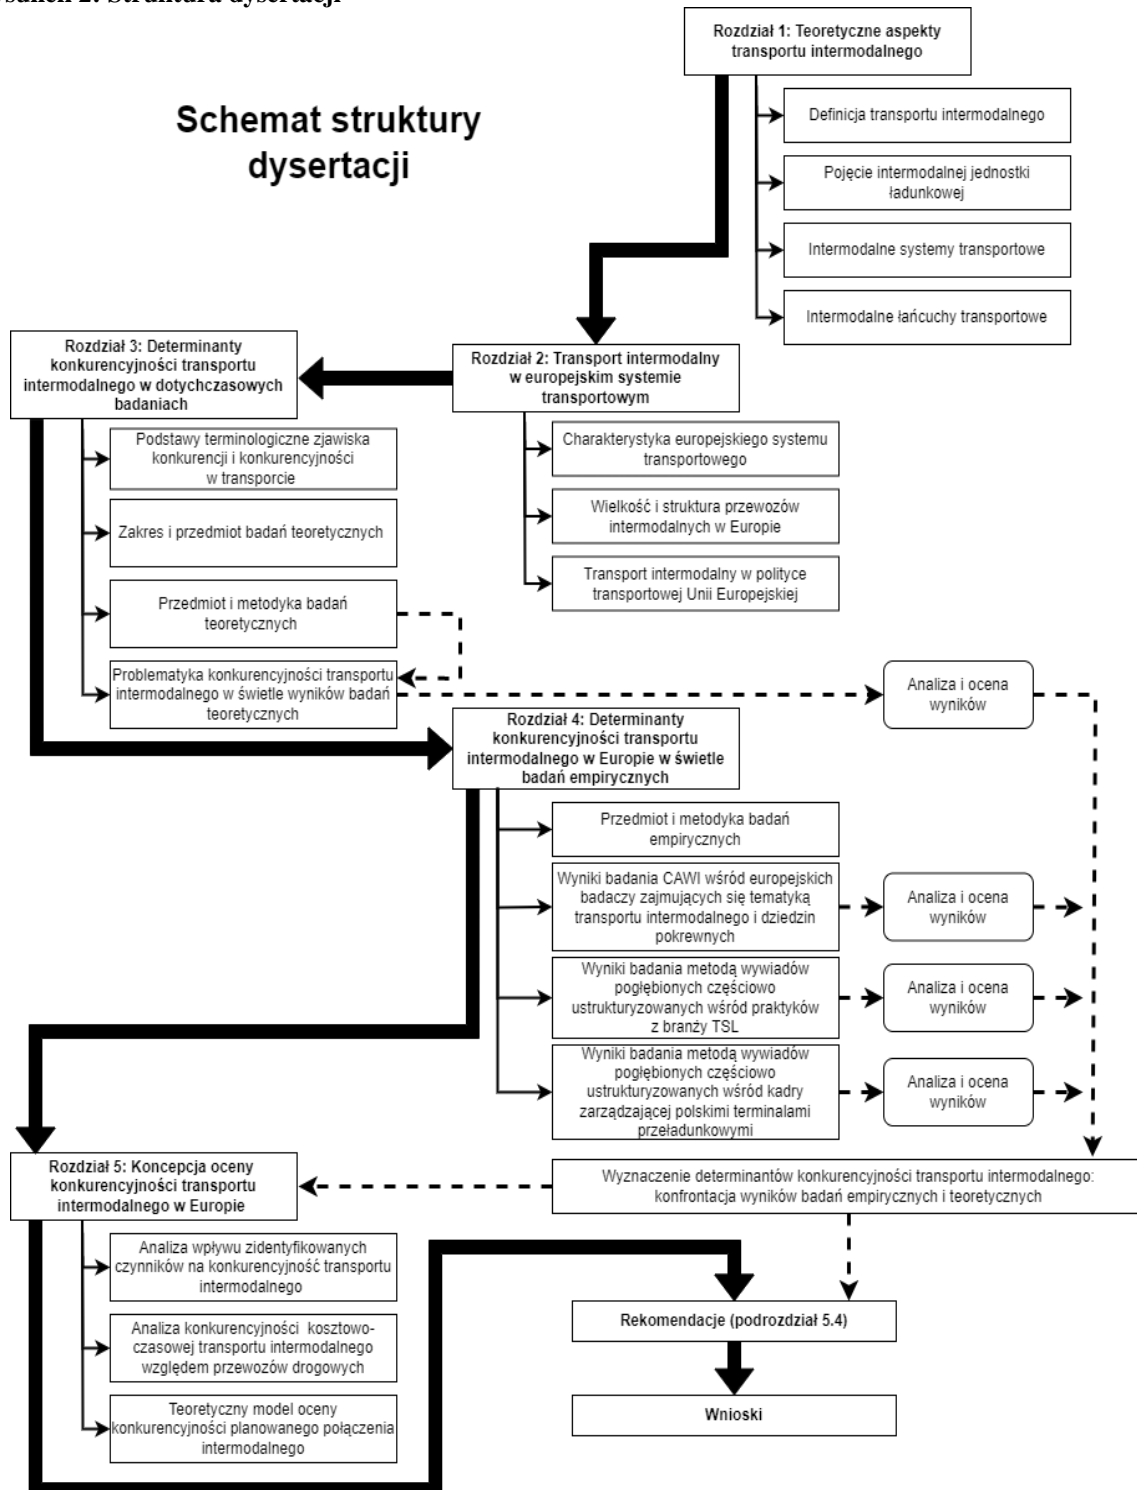 Struktura dysertacji
Schemat struktury
dysertacji
Rozdział 1: Teoretyczne aspekty
transportu intermodalnego
Definicja transportu intermodalnego
Pojęcie intermodalnej jednostki
ładunkowej
Intermodalne systemy transportowe
Intermodalne łańcuchy transportowe
Rozdział 2: Transport intermodalny
w europejskim systemie
transportowym
Charakterystyka europejskiego systemu
transportowego
Wielkość i struktura przewozów
intermodalnych w Europie
Transport intermodalny w polityce
transportowej Unii Europejskiej
Rozdział 3: Determinanty
konkurencyjności transportu
intermodalnego w dotychczasowych
badaniach
Podstawy terminologiczne zjawiska
konkurencji i konkurencyjności
w transporcie
Zakres i przedmiot badań teoretycznych
Przedmiot i metodyka badań
teoretycznych
Problematyka konkurencyjności transportu
intermodalnego w świetle wyników badań
teoretycznych
Analiza i ocena
wyników
Rozdział 4: Determinanty
konkurencyjności transportu
intermodalnego w Europie w świetle
badań empirycznych
Przedmiot i metodyka badań
empirycznych
Wyniki badania CAWI wśród europejskich
badaczy zajmujących się tematyką
transportu intermodalnego i dziedzin
pokrewnych
Analiza i ocena
wyników
Wyniki badania metodą wywiadów
pogłębionych częściowo
ustrukturyzowanych wśród praktyków
z branży TSL
Analiza i ocena
wyników
Wyniki badania metodą wywiadów
pogłębionych częściowo
ustrukturyzowanych wśród kadry
zarządzającej polskimi terminalami
przeładunkowymi
Analiza i ocena
wyników
Wyznaczenie determinantów konkurencyjności transportu intermodalnego:
konfrontacja wyników badań empirycznych i teoretycznych
Rozdział 5: Koncepcja oceny
konkurencyjności transportu
intermodalnego w Europie
Analiza wpływu zidentyfikowanych
czynników na konkurencyjność transportu
intermodalnego
Analiza konkurencyjności kosztowo-
czasowej transportu intermodalnego
względem przewozów drogowych
Teoretyczny model oceny
konkurencyjności planowanego połączenia
intermodalnego
Rekomendacje (podrozdział 5.4)
Wnioski